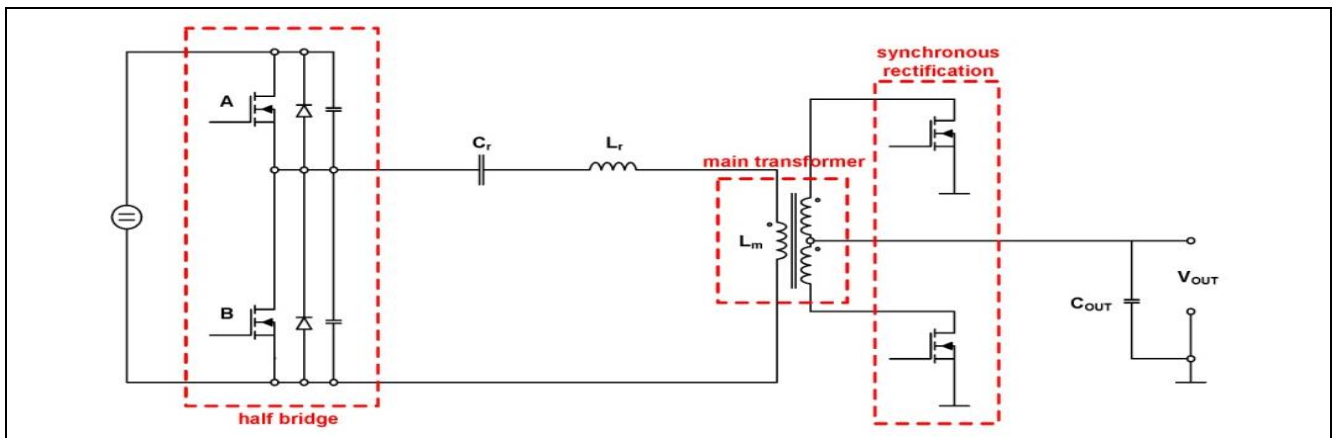 synchronous
rectification
A
Cr
Lr
main transformer
Lm
VOUT
COUT
B
half bridge